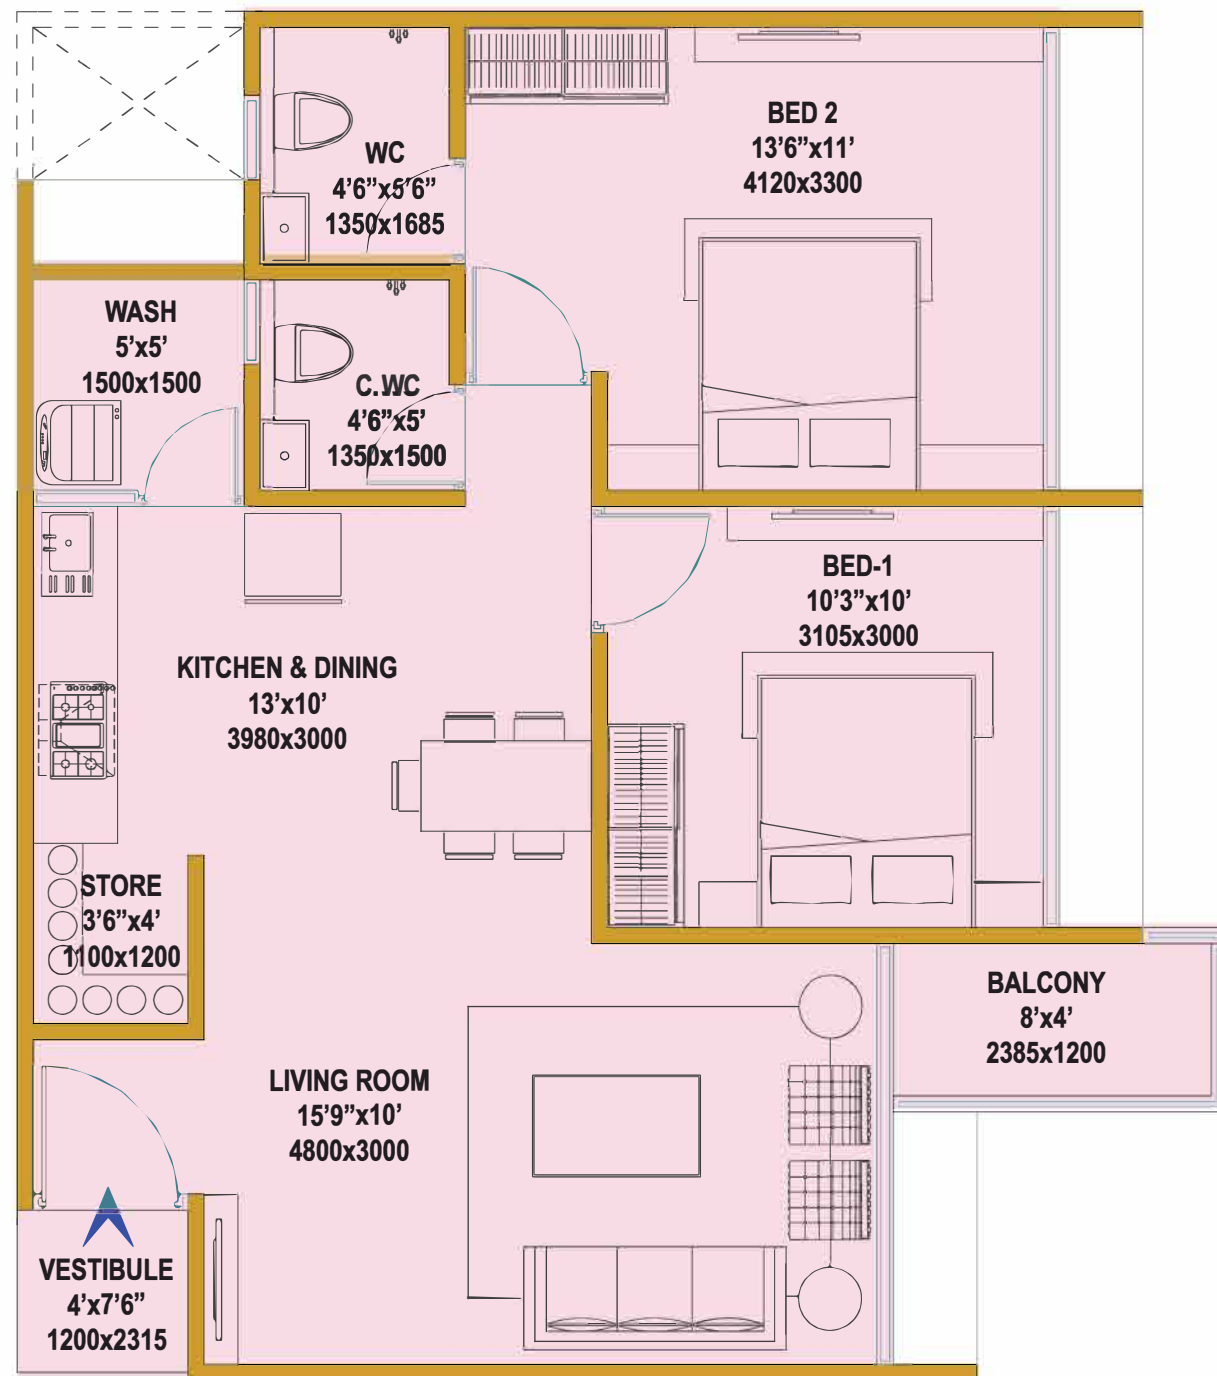 BED 2
13’6”x11’
4120x3300
WC
4’6”x5’6”
1350x1685
WASH
5’x5’
1500x1500
C.WC
4’6”x5’
1350x1500
BED-1
10’3”x10’
3105x3000
KITCHEN & DINING
13’x10’
3980x3000
STORE
3’6”x4’
1100x1200
BALCONY
8’x4’
2385x1200
LIVING ROOM
15’9”x10’
4800x3000
VESTIBULE
4’x7’6”
1200x2315